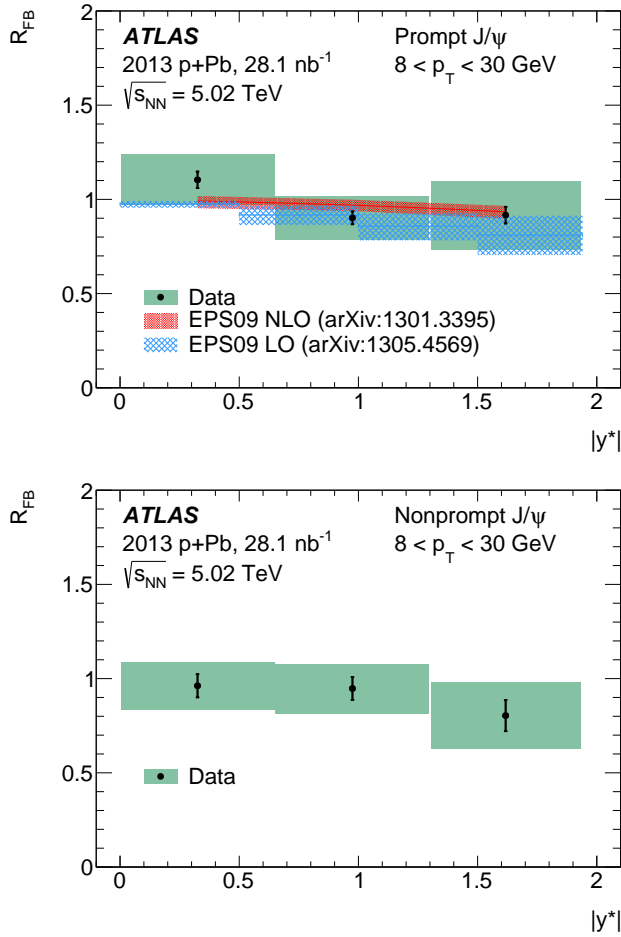 R_FB
2
1.5
1
0.5
0
ATLAS
Prompt J/ψ
2013 p+Pb, 28.1 nb⁻¹
8 < p_T < 30 GeV
√s_NN = 5.02 TeV
Data
EPS09 NLO (arXiv:1301.3395)
EPS09 LO (arXiv:1305.4569)
0 0.5 1 1.5 2
|y*|
R_FB
2
1.5
1
0.5
0
ATLAS
Nonprompt J/ψ
2013 p+Pb, 28.1 nb⁻¹
8 < p_T < 30 GeV
√s_NN = 5.02 TeV
Data
0 0.5 1 1.5 2
|y*|